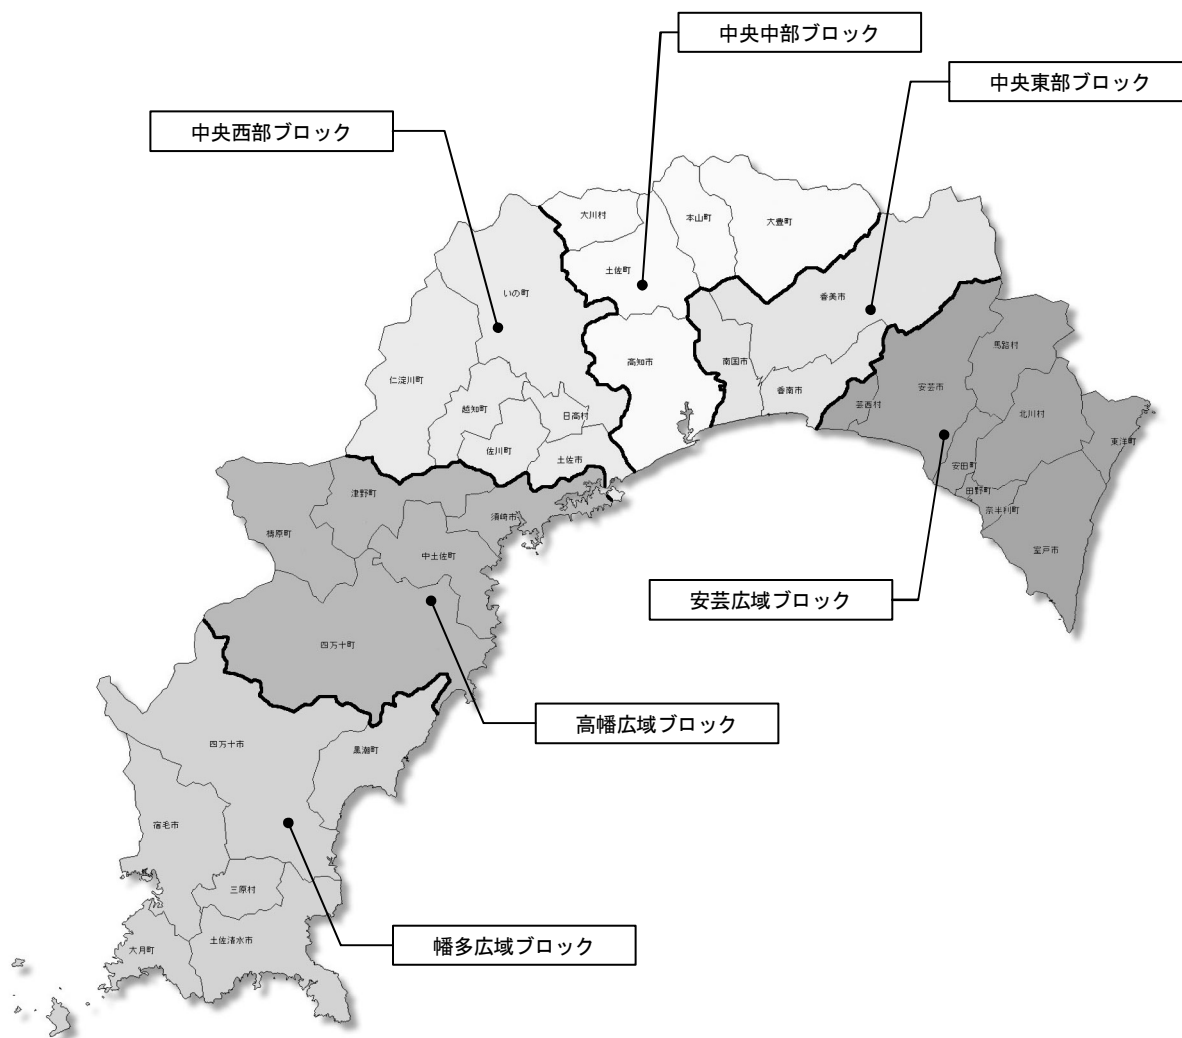 中央中部ブロック
中央東部ブロック
中央西部ブロック
大川村
本山町
大豊町
土佐町
いの町
香美市
高知市
南国市
馬路村
仁淀川町
香南市
安芸市
芸西村
越知町
日高村
北川村
東洋町
佐川町
土佐市
安田町
田野町
奈半利町
津野町
須崎市
梼原町
中土佐町
室戸市
安芸広域ブロック
四万十町
高幡広域ブロック
四万十市
黒潮町
宿毛市
三原村
土佐清水市
大月町
幡多広域ブロック